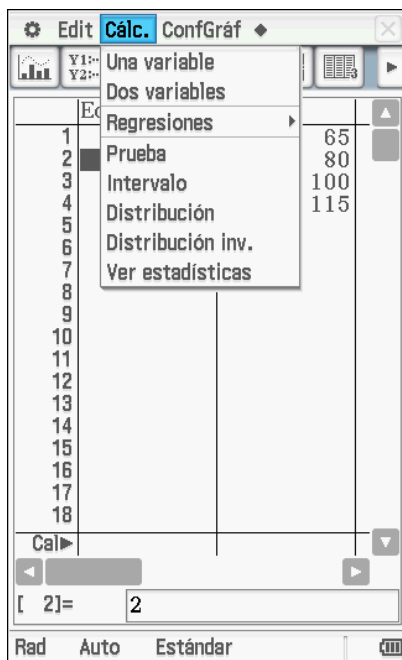 Edit Cálc. ConfGráf
Y1:
Y2:
Una variable
Dos variables
Regresiones
Prueba
Intervalo
Distribución
Distribución inv.
Ver estadísticas
1 65
2 80
3 100
4 115
5
6
7
8
9
10
11
12
13
14
15
16
17
18
Cal▶
[ 2]= 2
Rad Auto Estándar